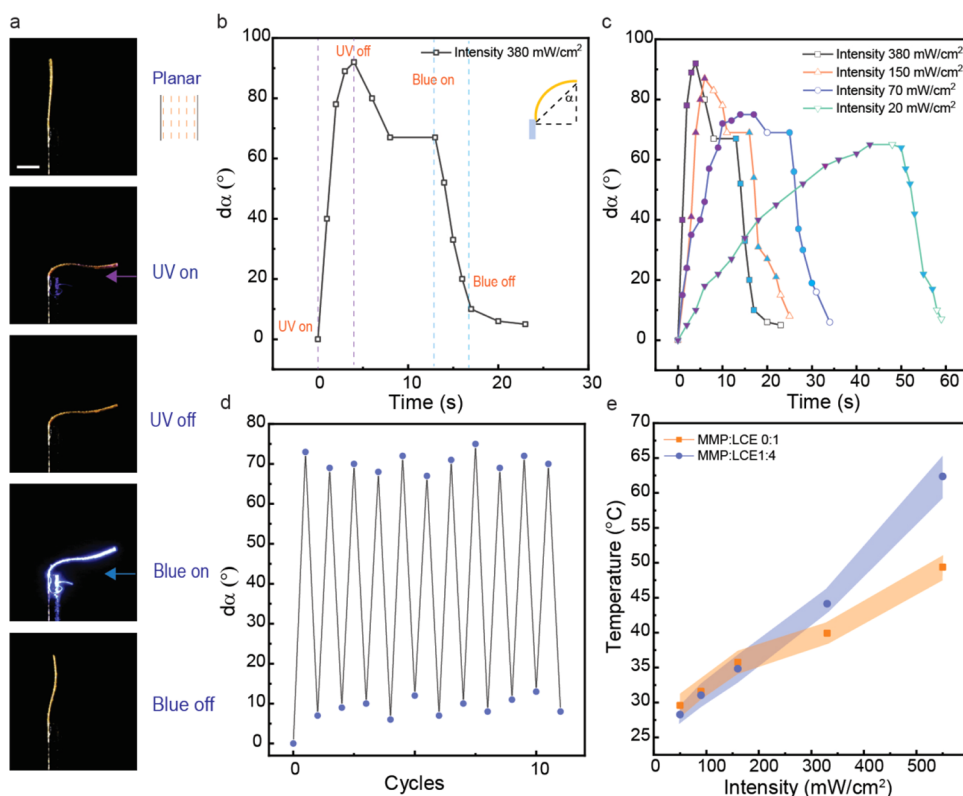 a
Planar
UV on
UV off
Blue on
Blue off
b
100
80
60
40
20
0
dα (°)
0
10
20
30
Time (s)
UV off
Intensity 380 mW/cm²
Blue on
α
Blue off
UV on
c
100
80
60
40
20
0
dα (°)
0
10
20
30
40
50
60
Time (s)
Intensity 380 mW/cm²
Intensity 150 mW/cm²
Intensity 70 mW/cm²
Intensity 20 mW/cm²
d
80
70
60
50
40
30
20
10
0
dα (°)
0
10
Cycles
e
MMP:LCE 0:1
MMP:LCE1:4
65
60
55
50
45
40
35
30
25
Temperature (°C)
0
100
200
300
400
500
Intensity (mW/cm²)